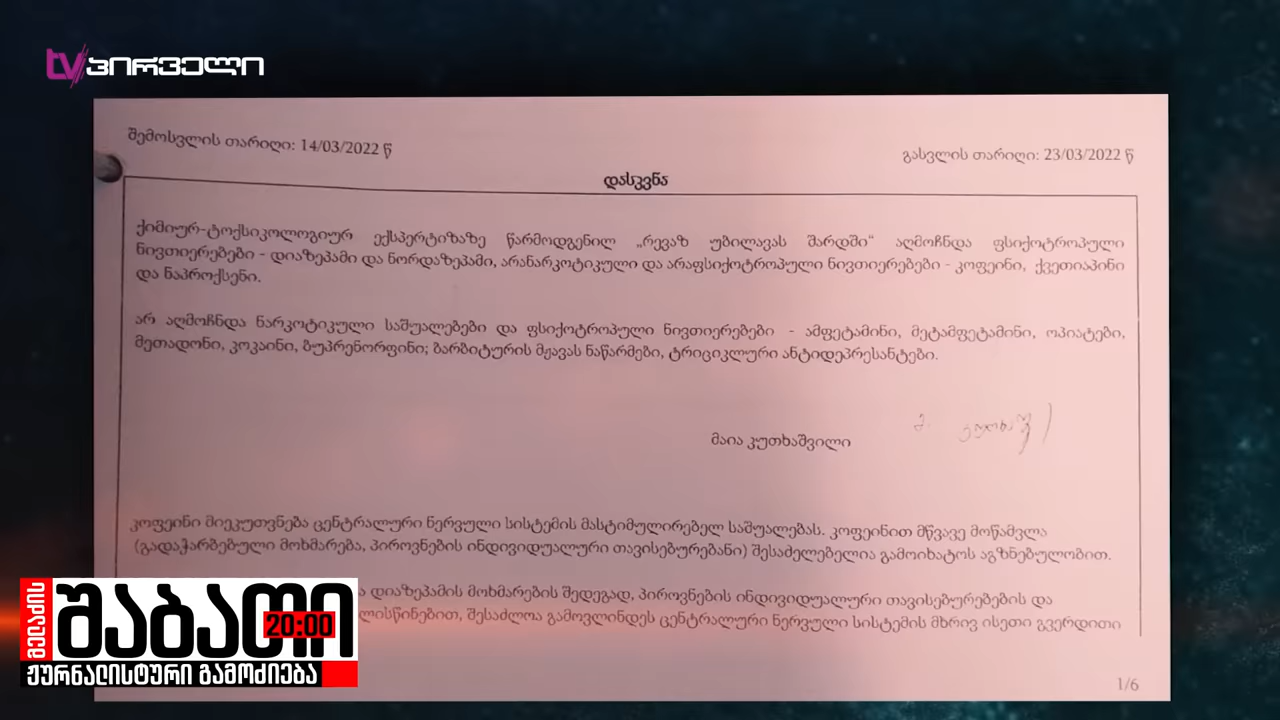 tv პირველი
შემოსვლის თარიღი: 14/03/2022 წ
გასვლის თარიღი: 23/03/2022 წ
დასკვნა
ქიმიურ-ტოქსიკოლოგიურ ექსპერტიზაზე წარმოდგენილ „რევაზ უბილავას შარდში“ აღმოჩნდა ფსიქოტროპული
ნივთიერებები - დიაზეპამი და ნორდაზეპამი, არანარკოტიკული და არაფსიქოტროპული ნივთიერებები - კოფეინი, ქვეთიაპინი
და ნაპროქსენი.
არ აღმოჩნდა ნარკოტიკული საშუალებები და ფსიქოტროპული ნივთიერებები - ამფეტამინი, მეტამფეტამინი, ოპიატები,
მეთადონი, კოკაინი, ბუპრენორფინი; ბარბიტურის მჟავას ნაწარმები, ტრიციკლური ანტიდეპრესანტები.
მაია კუთხაშვილი
კოფეინი მიეკუთვნება ცენტრალური ნერვული სისტემის მასტიმულირებელ საშუალებას. კოფეინით მწვავე მოწამვლა
(გადაჭარბებული მოხმარება, პიროვნების ინდივიდუალური თავისებურებანი) შესაძლებელია გამოიხატოს აგზნებულობით.
დიაზეპამის მოხმარების შედეგად, პიროვნების ინდივიდუალური თავისებურებების და
შესაძლოა გამოვლინდეს ცენტრალური ნერვული სისტემის მხრივ ისეთი გვერდითი
1/6
მელაძის
შაბათი
20:00
ჟურნალისტური გამოძიება